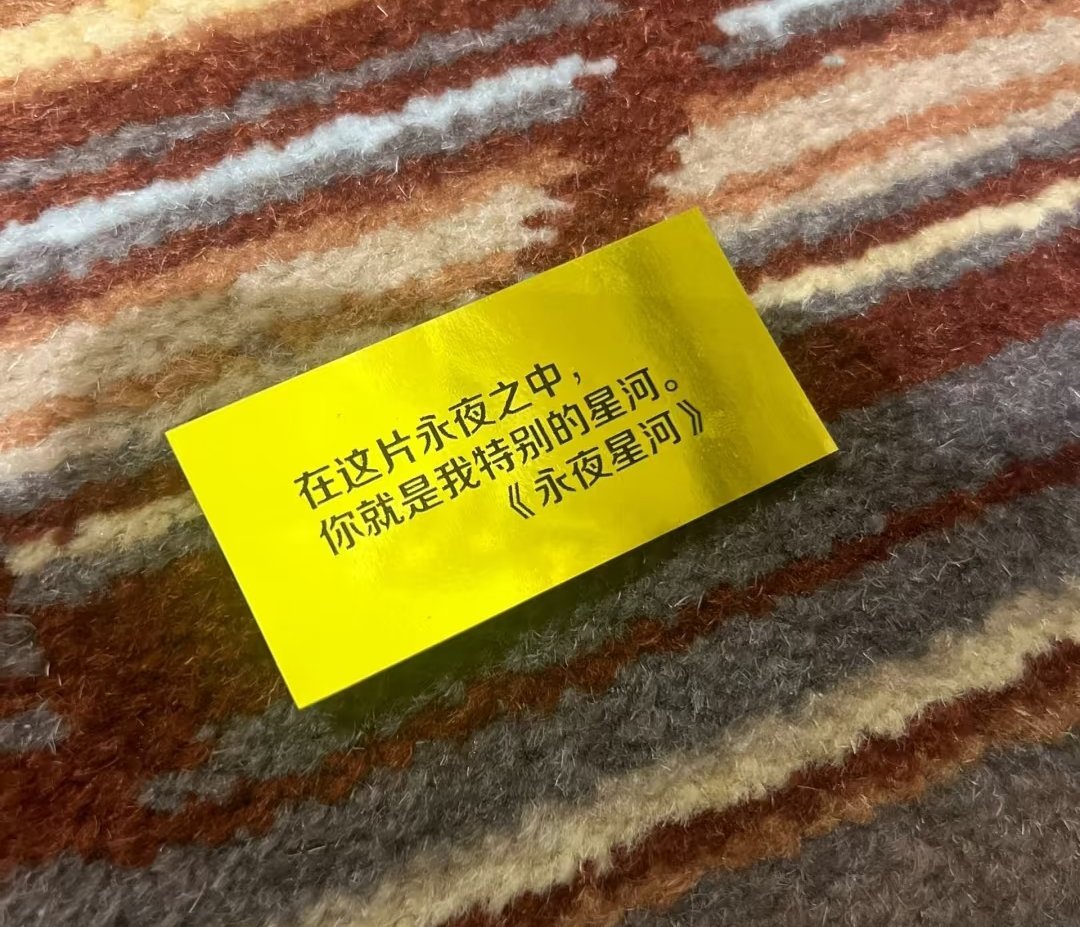 在这片永夜之中，
你就是我特别的星河。
《永夜星河》